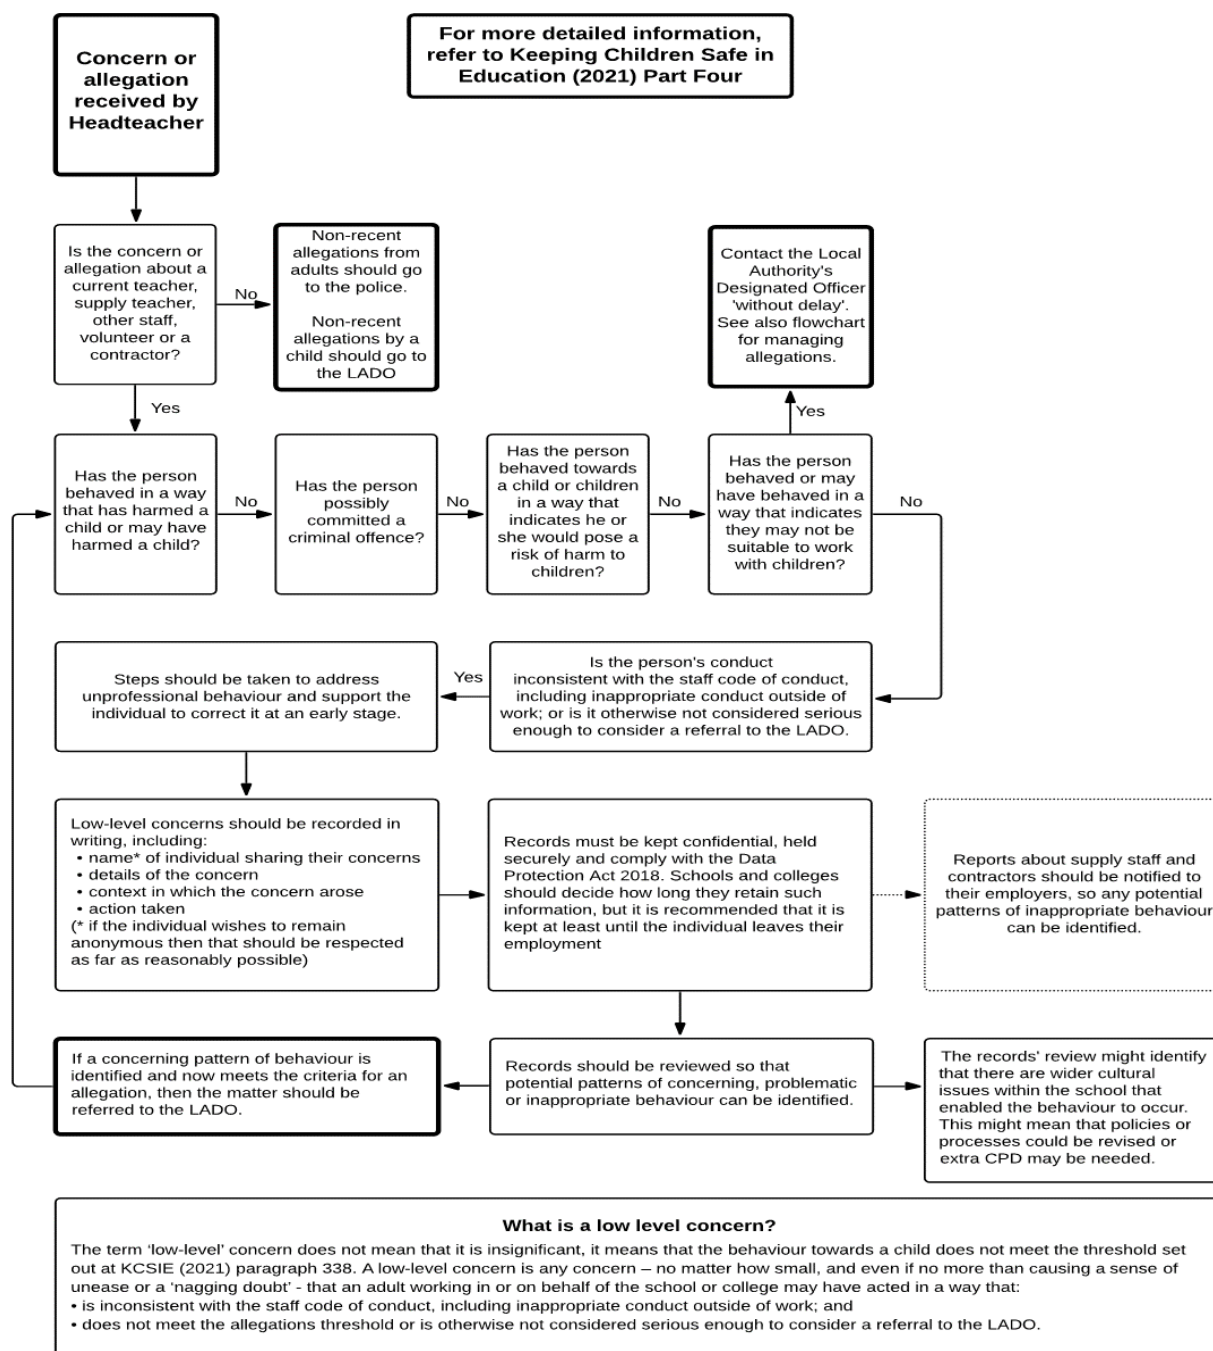 Concern or
allegation
received by
Headteacher
For more detailed information,
refer to Keeping Children Safe in
Education (2021) Part Four
Is the concern or
allegation about a
current teacher,
supply teacher,
other staff,
volunteer or a
contractor?
No
Non-recent
allegations from
adults should go
to the police.
Non-recent
allegations by a
child should go to
the LADO
Contact the Local
Authority's
Designated Officer
'without delay'.
See also flowchart
for managing
allegations.
Yes
Yes
Has the person
behaved in a way
that has harmed a
child or may have
harmed a child?
No
Has the person
possibly
committed a
criminal offence?
No
Has the person
behaved towards
a child or children
in a way that
indicates he or
she would pose a
risk of harm to
children?
No
Has the person
behaved or may
have behaved in a
way that indicates
they may not be
suitable to work
with children?
No
Is the person's conduct
inconsistent with the staff code of conduct,
including inappropriate conduct outside of
work; or is it otherwise not considered serious
enough to consider a referral to the LADO.
Yes
Steps should be taken to address
unprofessional behaviour and support the
individual to correct it at an early stage.
Low-level concerns should be recorded in
writing, including:
• name* of individual sharing their concerns
• details of the concern
• context in which the concern arose
• action taken
(* if the individual wishes to remain
anonymous then that should be respected
as far as reasonably possible)
Records must be kept confidential, held
securely and comply with the Data
Protection Act 2018. Schools and colleges
should decide how long they retain such
information, but it is recommended that it is
kept at least until the individual leaves their
employment
Reports about supply staff and
contractors should be notified to
their employers, so any potential
patterns of inappropriate behaviour
can be identified.
If a concerning pattern of behaviour is
identified and now meets the criteria for an
allegation, then the matter should be
referred to the LADO.
Records should be reviewed so that
potential patterns of concerning, problematic
or inappropriate behaviour can be identified.
The records' review might identify
that there are wider cultural
issues within the school that
enabled the behaviour to occur.
This might mean that policies or
processes could be revised or
extra CPD may be needed.
What is a low level concern?
The term ‘low-level’ concern does not mean that it is insignificant, it means that the behaviour towards a child does not meet the threshold set
out at KCSIE (2021) paragraph 338. A low-level concern is any concern – no matter how small, and even if no more than causing a sense of
unease or a ‘nagging doubt’ - that an adult working in or on behalf of the school or college may have acted in a way that:
• is inconsistent with the staff code of conduct, including inappropriate conduct outside of work; and
• does not meet the allegations threshold or is otherwise not considered serious enough to consider a referral to the LADO.